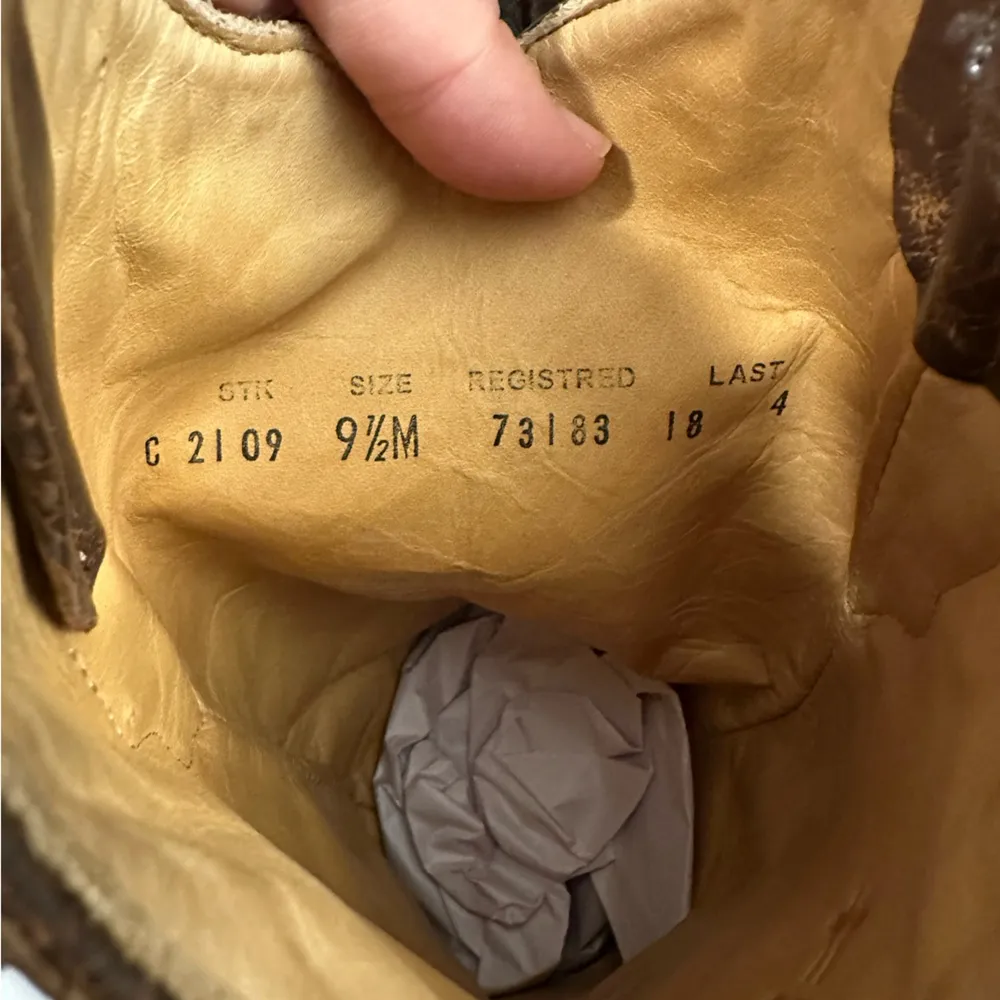 STK SIZE REGISTRED LAST
C 2109 9½M 73183 18 4